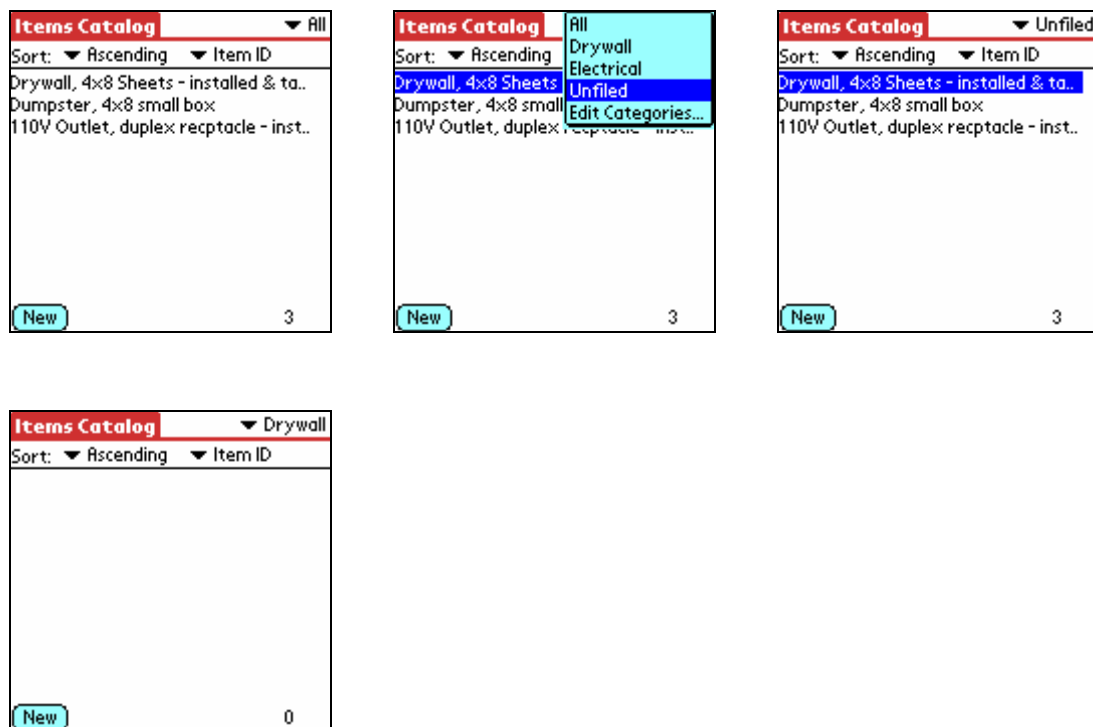 Items Catalog ▼ All
Sort: ▼ Ascending ▼ Item ID
Drywall, 4x8 Sheets - installed & ta..
Dumpster, 4x8 small box
110V Outlet, duplex recptacle - inst..
New 3
Items Catalog
Sort: ▼ Ascending
Drywall, 4x8 Sheets
Dumpster, 4x8 small
110V Outlet, duplex
All
Drywall
Electrical
Unfiled
Edit Categories...
New 3
Items Catalog ▼ Unfiled
Sort: ▼ Ascending ▼ Item ID
Drywall, 4x8 Sheets - installed & ta..
Dumpster, 4x8 small box
110V Outlet, duplex recptacle - inst..
New 3
Items Catalog ▼ Drywall
Sort: ▼ Ascending ▼ Item ID
New 0